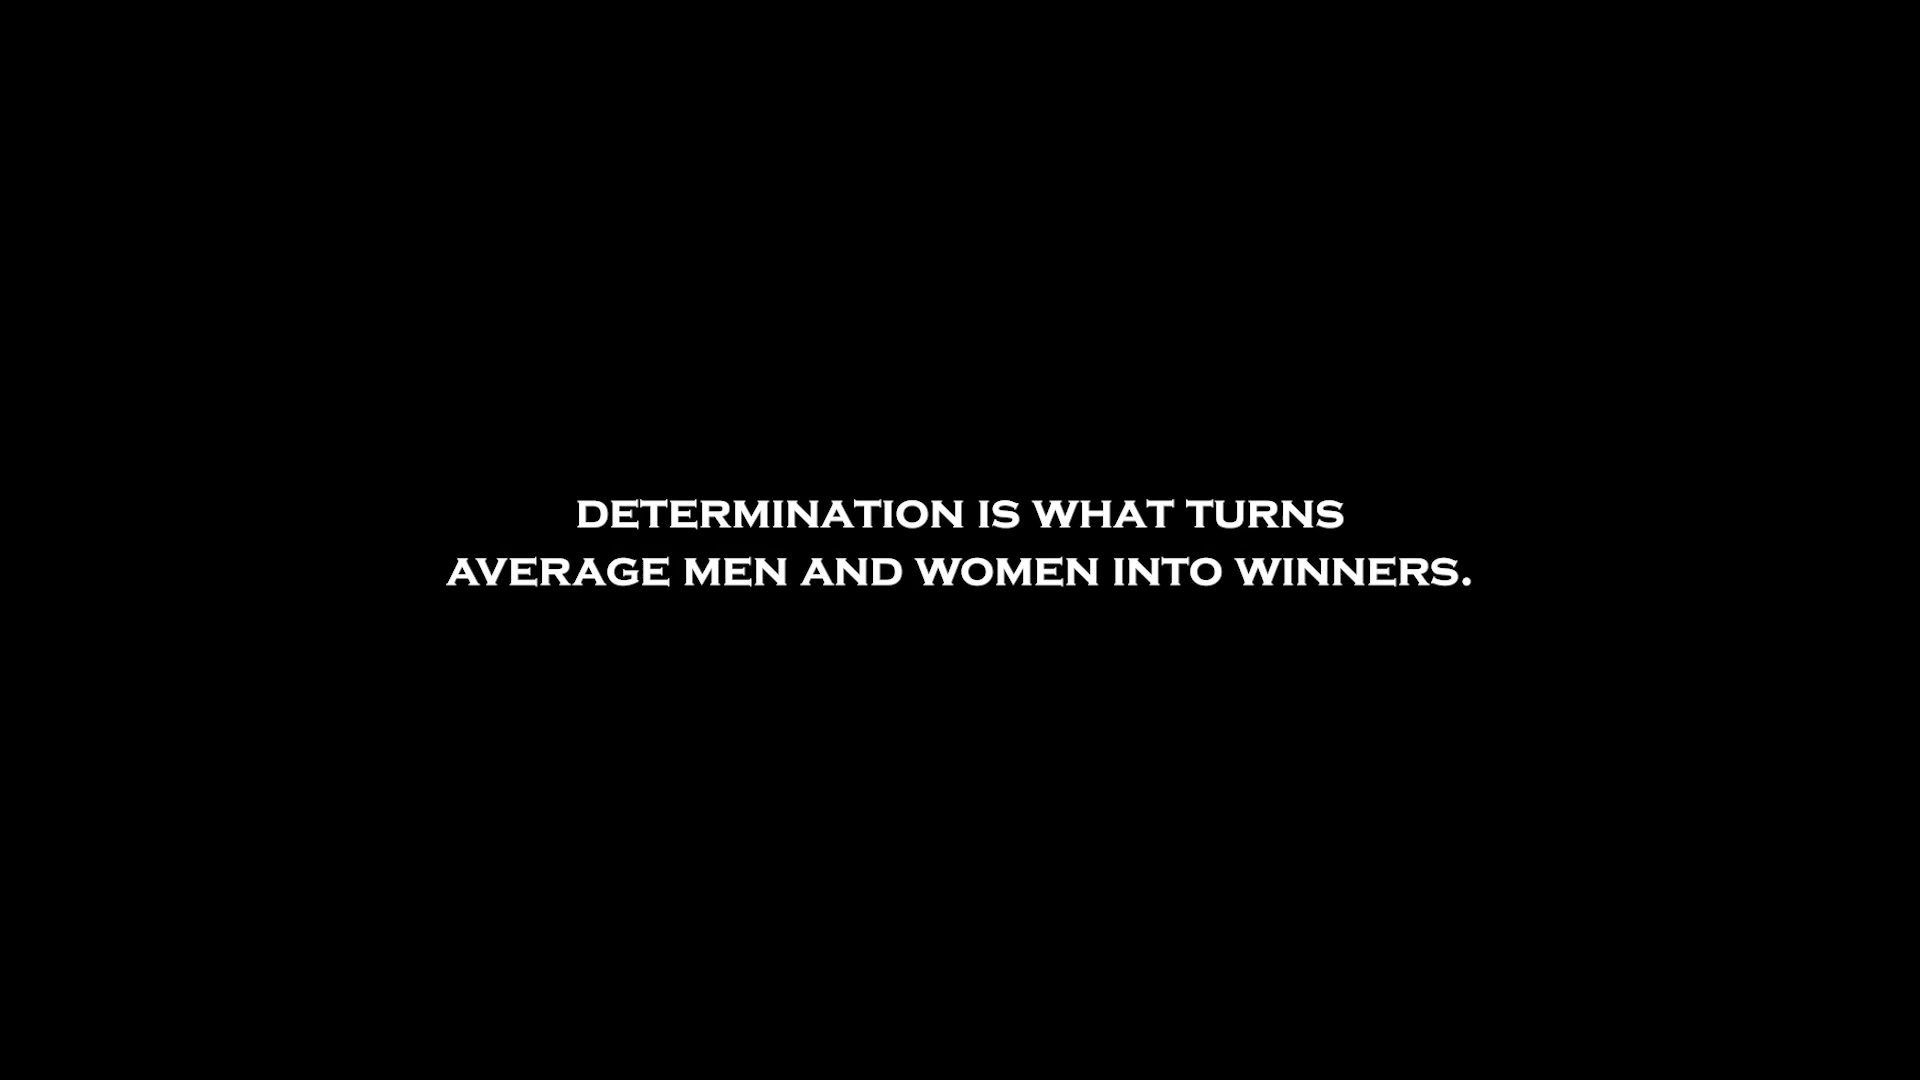 DETERMINATION IS WHAT TURNS
AVERAGE MEN AND WOMEN INTO WINNERS.